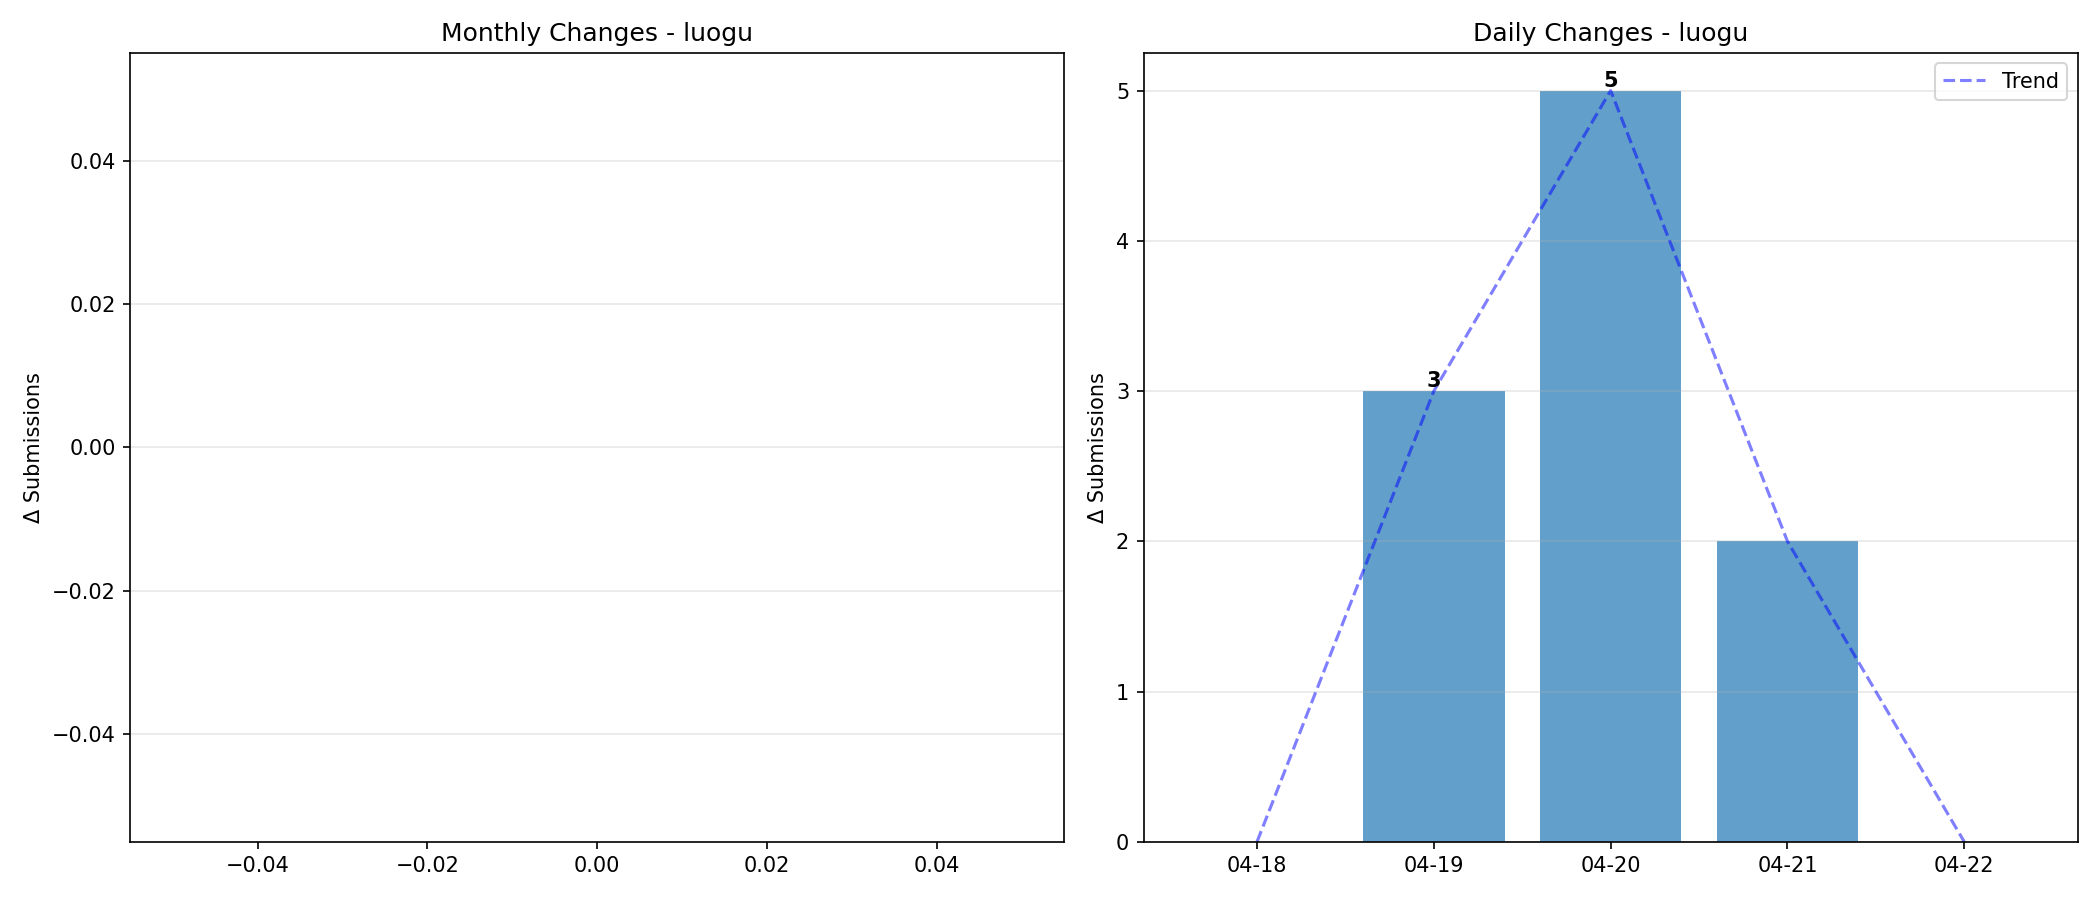 Monthly Changes - luogu
Δ Submissions
0.04
0.02
0.00
−0.02
−0.04
−0.04 −0.02 0.00 0.02 0.04
Daily Changes - luogu
Δ Submissions
Trend
5
4
3
2
1
0
5
3
04-18 04-19 04-20 04-21 04-22